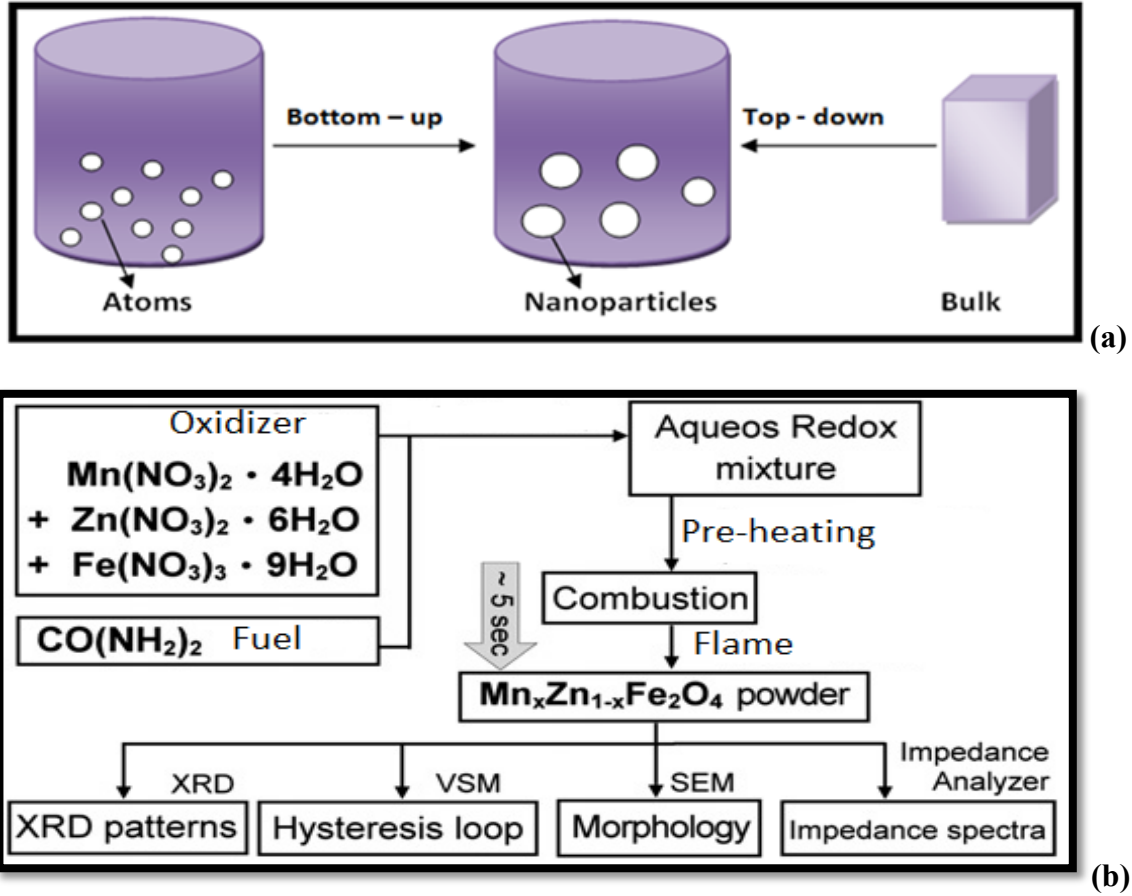 Bottom – up
Top - down
Atoms
Nanoparticles
Bulk
(a)
Oxidizer
Mn(NO₃)₂ · 4H₂O
+ Zn(NO₃)₂ · 6H₂O
+ Fe(NO₃)₃ · 9H₂O
CO(NH₂)₂ Fuel
Aqueos Redox
mixture
Pre-heating
Combustion
~ 5 sec
Flame
MnₓZn₁₋ₓFe₂O₄ powder
XRD
VSM
SEM
Impedance
Analyzer
XRD patterns
Hysteresis loop
Morphology
Impedance spectra
(b)